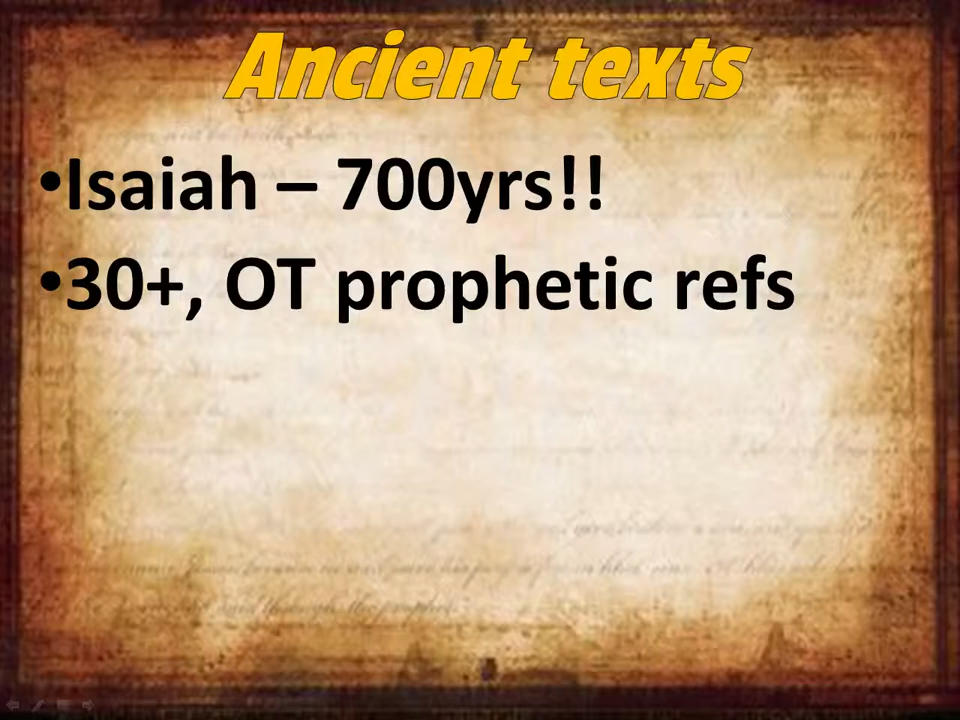 Ancient texts
•Isaiah – 700yrs!!
•30+, OT prophetic refs